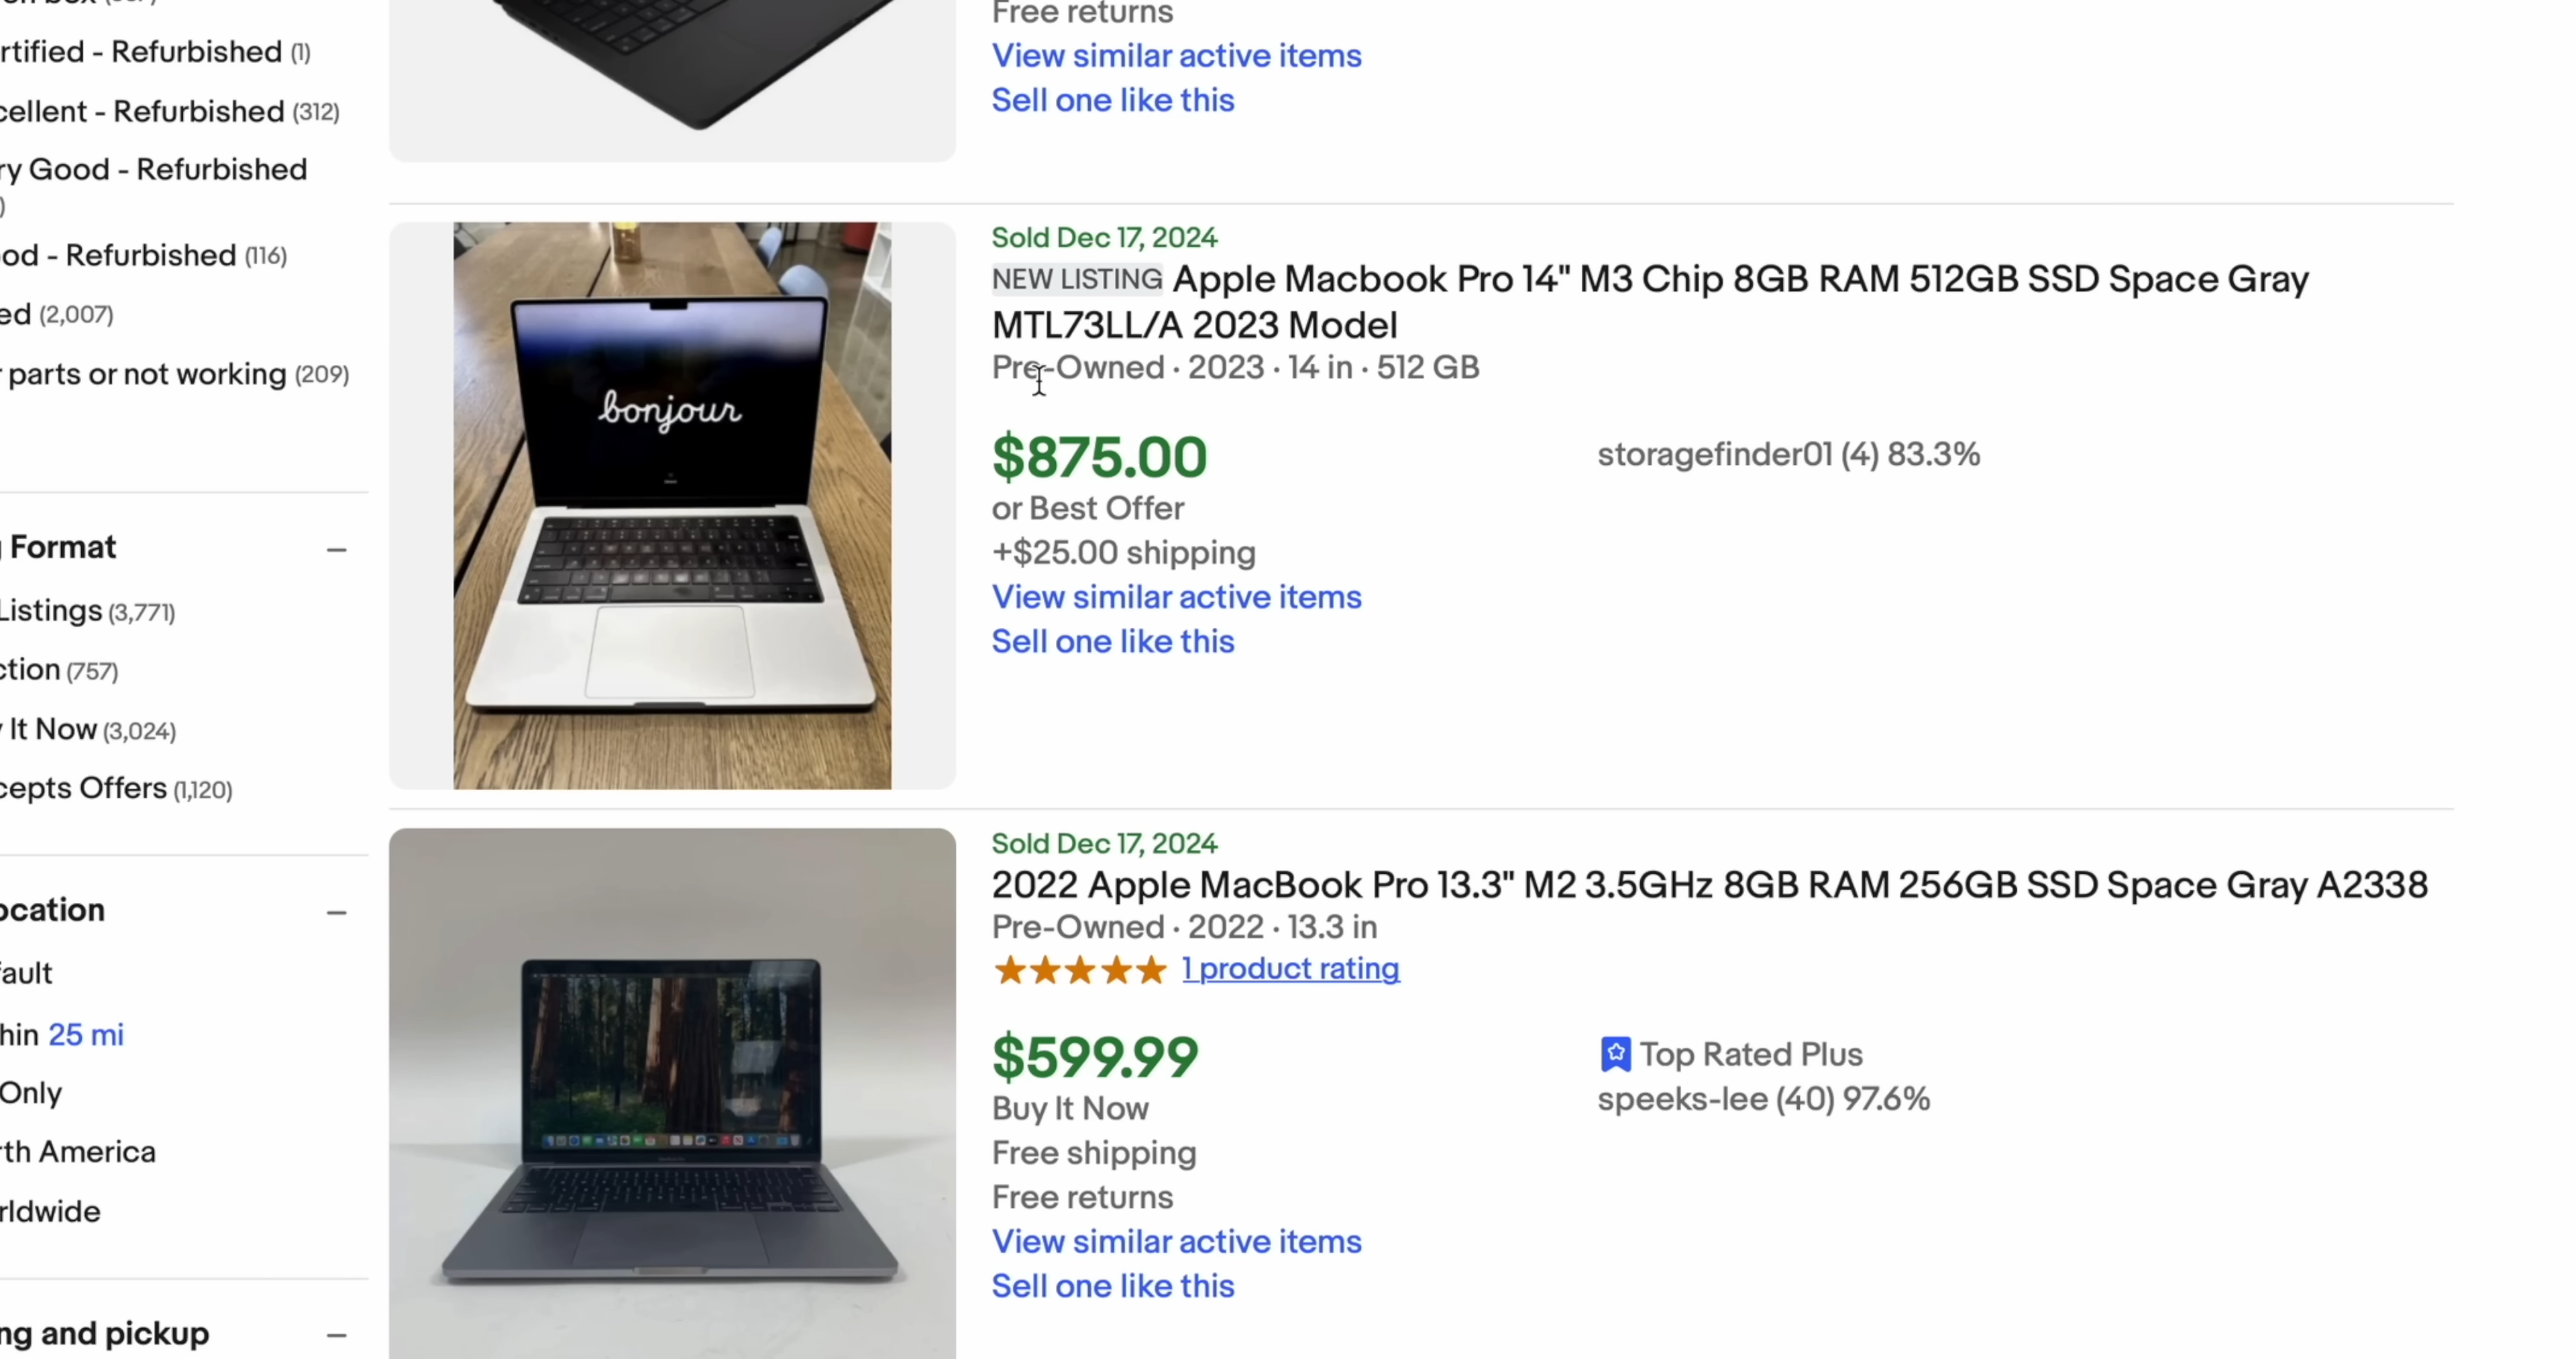 rtified - Refurbished (1)
cellent - Refurbished (312)
ry Good - Refurbished
)
od - Refurbished (116)
ed (2,007)
r parts or not working (209)
g Format
Listings (3,771)
ction (757)
y It Now (3,024)
cepts Offers (1,120)
ocation
fault
hin 25 mi
Only
rth America
rldwide
ng and pickup
Free returns
View similar active items
Sell one like this
bonjour
Sold Dec 17, 2024
NEW LISTING Apple Macbook Pro 14" M3 Chip 8GB RAM 512GB SSD Space Gray
MTL73LL/A 2023 Model
Pre-Owned · 2023 · 14 in · 512 GB
$875.00
or Best Offer
+$25.00 shipping
View similar active items
Sell one like this
storagefinder01 (4) 83.3%
Sold Dec 17, 2024
2022 Apple MacBook Pro 13.3" M2 3.5GHz 8GB RAM 256GB SSD Space Gray A2338
Pre-Owned · 2022 · 13.3 in
1 product rating
$599.99
Buy It Now
Free shipping
Free returns
View similar active items
Sell one like this
Top Rated Plus
speeks-lee (40) 97.6%